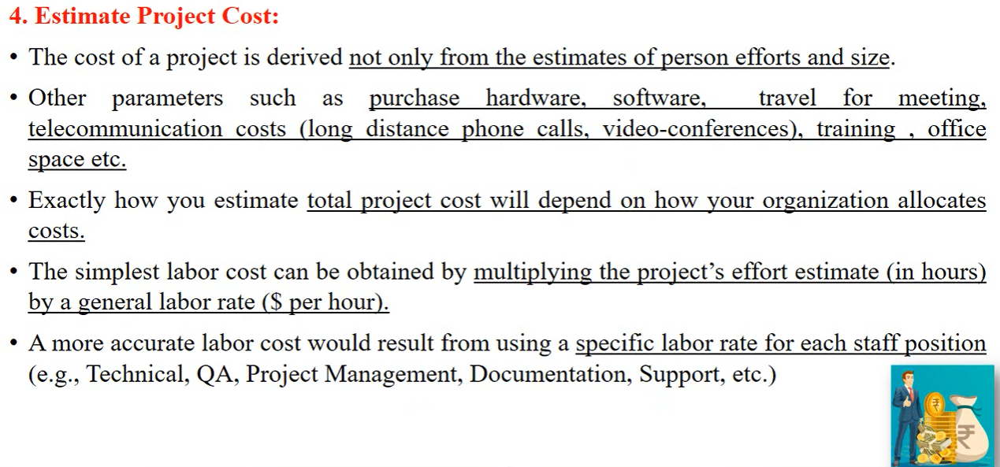 4. Estimate Project Cost:
• The cost of a project is derived not only from the estimates of person efforts and size.
• Other parameters such as purchase hardware, software, travel for meeting,
telecommunication costs (long distance phone calls, video-conferences), training , office
space etc.
• Exactly how you estimate total project cost will depend on how your organization allocates
costs.
• The simplest labor cost can be obtained by multiplying the project’s effort estimate (in hours)
by a general labor rate ($ per hour).
• A more accurate labor cost would result from using a specific labor rate for each staff position
(e.g., Technical, QA, Project Management, Documentation, Support, etc.)
₹
₹